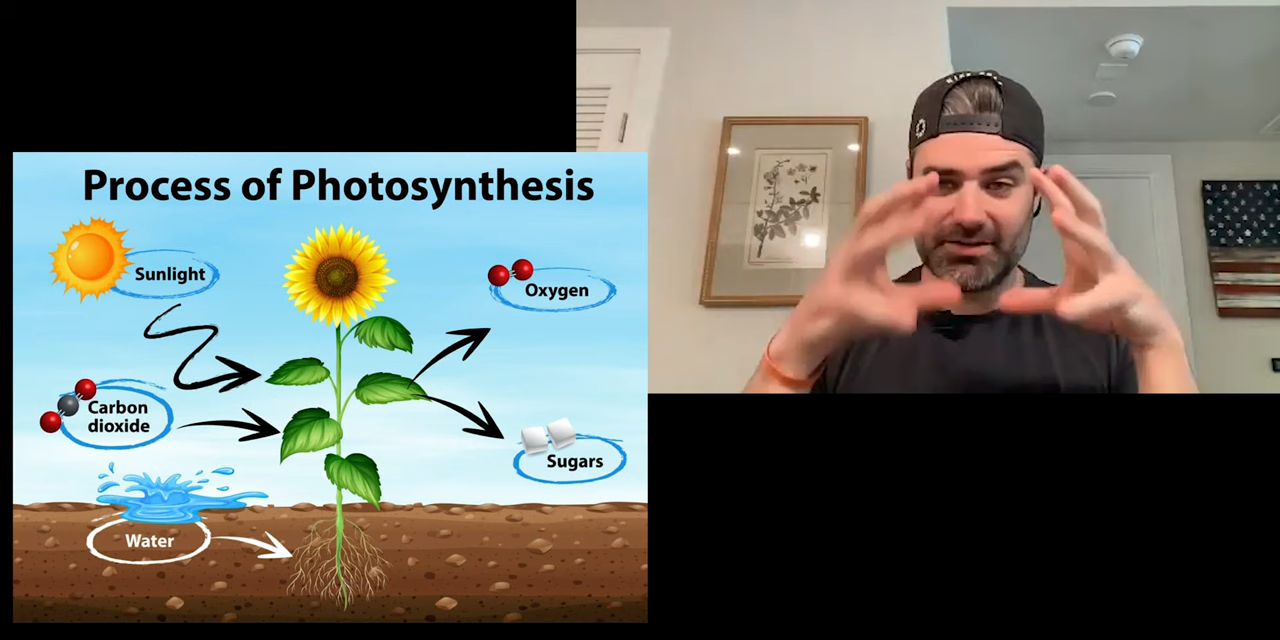 Process of Photosynthesis
Sunlight
Oxygen
Carbon
dioxide
Sugars
Water